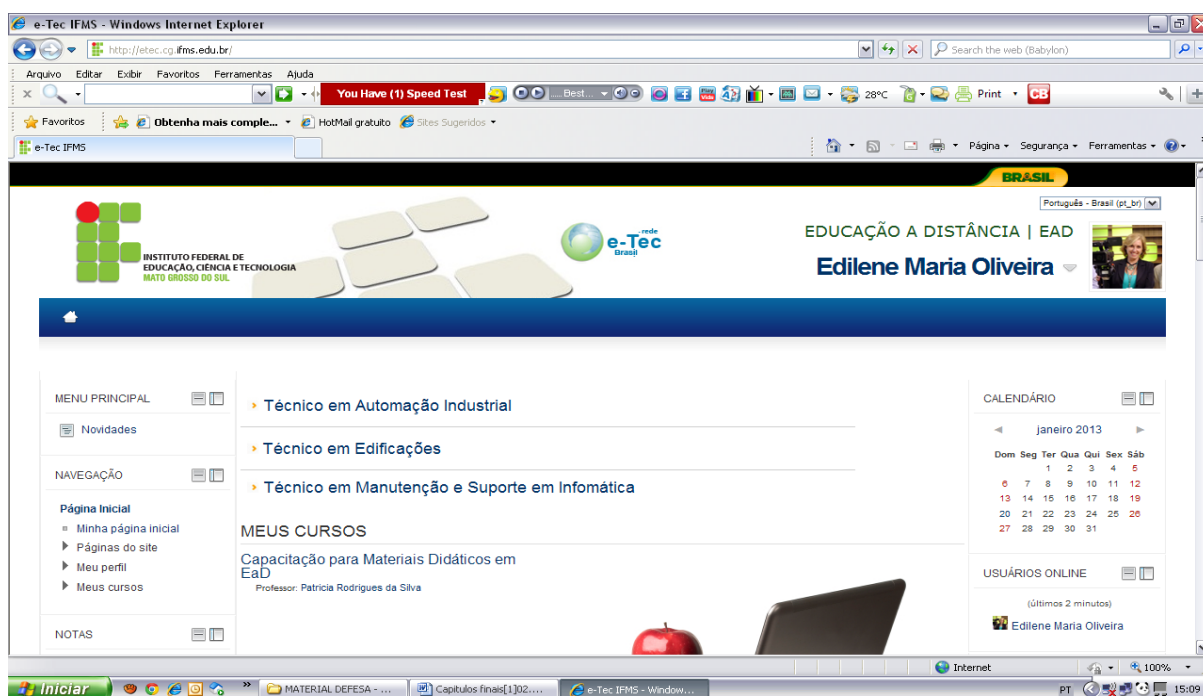 e-Tec IFMS - Windows Internet Explorer
http://etec.cg.ifms.edu.br/
Search the web (Babylon)
Arquivo Editar Exibir Favoritos Ferramentas Ajuda
You Have (1) Speed Test
..... Best...
28°C
Print
CB
Favoritos
Obtenha mais comple...
HotMail gratuito
Sites Sugeridos
e-Tec IFMS
Página
Segurança
Ferramentas
BRASIL
Português - Brasil (pt_br)
INSTITUTO FEDERAL DE
EDUCAÇÃO, CIÊNCIA E TECNOLOGIA
MATO GROSSO DO SUL
rede
e-Tec
Brasil
EDUCAÇÃO A DISTÂNCIA | EAD
Edilene Maria Oliveira
MENU PRINCIPAL
Novidades
NAVEGAÇÃO
Página Inicial
Minha página inicial
Páginas do site
Meu perfil
Meus cursos
NOTAS
Técnico em Automação Industrial
Técnico em Edificações
Técnico em Manutenção e Suporte em Infomática
MEUS CURSOS
Capacitação para Materiais Didáticos em
EaD
Professor: Patricia Rodrigues da Silva
CALENDÁRIO
janeiro 2013
Dom Seg Ter Qua Qui Sex Sáb
1 2 3 4 5
6 7 8 9 10 11 12
13 14 15 16 17 18 19
20 21 22 23 24 25 26
27 28 29 30 31
USUÁRIOS ONLINE
(últimos 2 minutos)
Edilene Maria Oliveira
Internet
100%
Iniciar
MATERIAL DEFESA - ...
Capitulos finais[1]02....
e-Tec IFMS - Window...
PT
15:09